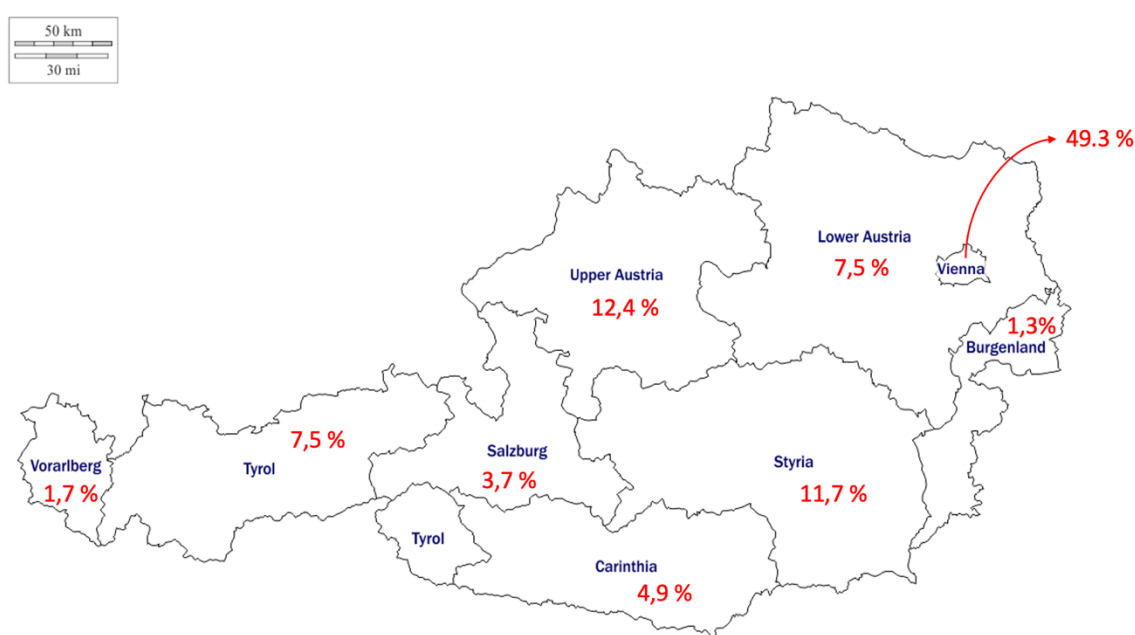 50 km
30 mi
49.3 %
Lower Austria
7,5 %
Vienna
Upper Austria
12,4 %
1,3%
Burgenland
7,5 %
Tyrol
Salzburg
3,7 %
Vorarlberg
1,7 %
Styria
11,7 %
Tyrol
Carinthia
4,9 %